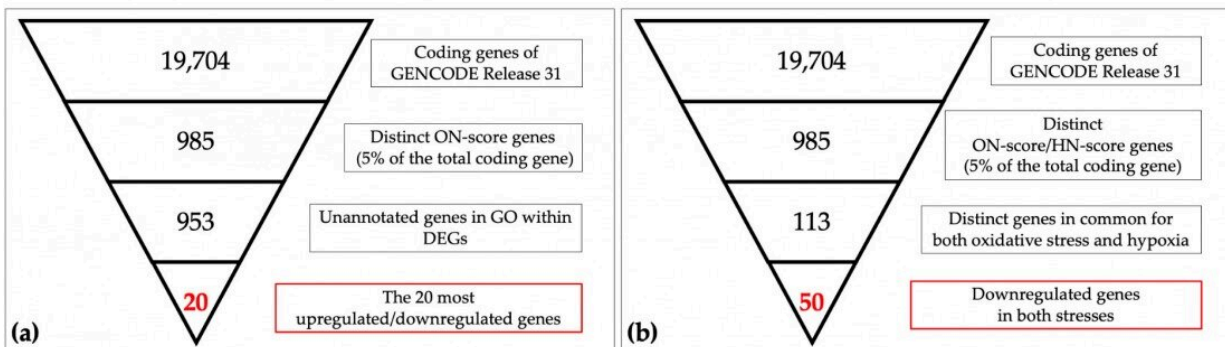 19,704
Coding genes of
GENCODE Release 31
985
Distinct ON-score genes
(5% of the total coding gene)
953
Unannotated genes in GO within
DEGs
20
The 20 most
upregulated/downregulated genes
(a)
19,704
Coding genes of
GENCODE Release 31
985
Distinct
ON-score/HN-score genes
(5% of the total coding gene)
113
Distinct genes in common for
both oxidative stress and hypoxia
50
Downregulated genes
in both stresses
(b)